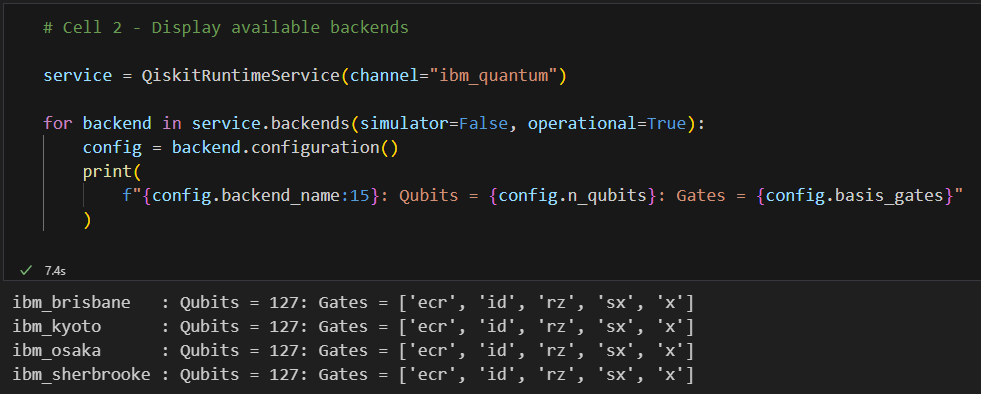 # Cell 2 - Display available backends
service = QiskitRuntimeService(channel="ibm_quantum")
for backend in service.backends(simulator=False, operational=True):
    config = backend.configuration()
    print(
        f"{config.backend_name:15}: Qubits = {config.n_qubits}: Gates = {config.basis_gates}"
    )
7.4s
ibm_brisbane   : Qubits = 127: Gates = ['ecr', 'id', 'rz', 'sx', 'x']
ibm_kyoto      : Qubits = 127: Gates = ['ecr', 'id', 'rz', 'sx', 'x']
ibm_osaka      : Qubits = 127: Gates = ['ecr', 'id', 'rz', 'sx', 'x']
ibm_sherbrooke : Qubits = 127: Gates = ['ecr', 'id', 'rz', 'sx', 'x']